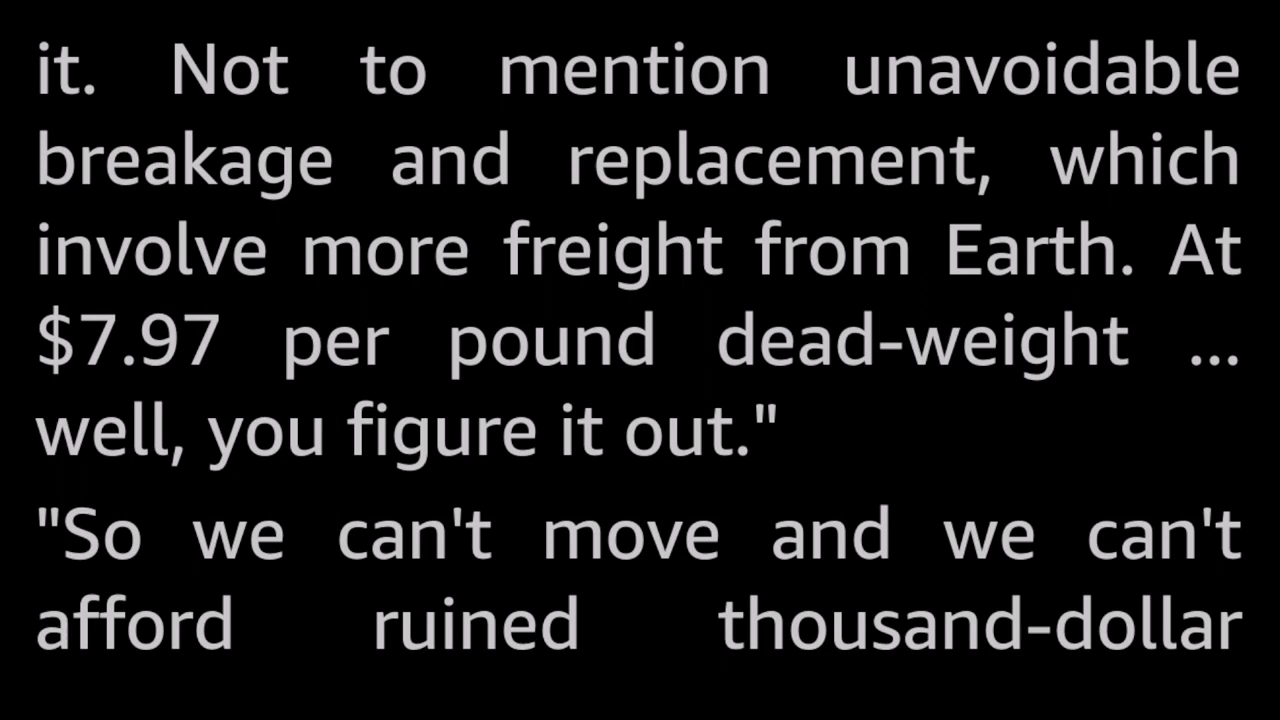 it. Not to mention unavoidable
breakage and replacement, which
involve more freight from Earth. At
$7.97 per pound dead-weight ...
well, you figure it out."
"So we can't move and we can't
afford ruined thousand-dollar